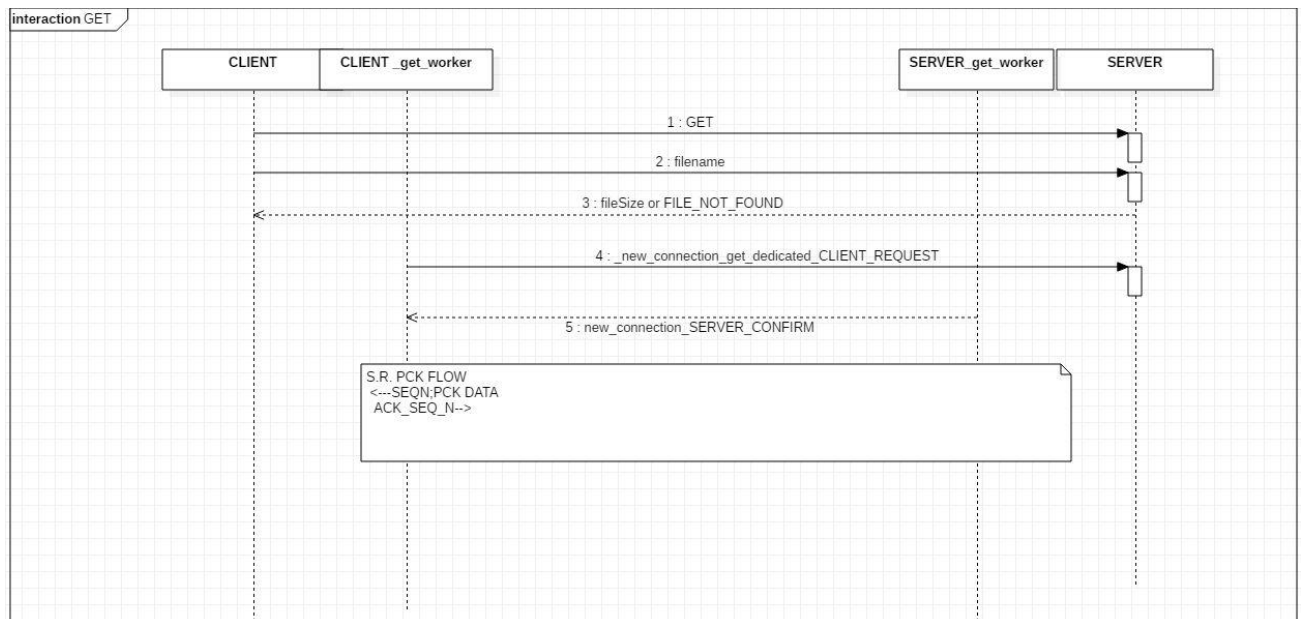 interaction GET
CLIENT
CLIENT _get_worker
SERVER_get_worker
SERVER
1 : GET
2 : filename
3 : fileSize or FILE_NOT_FOUND
4 : _new_connection_get_dedicated_CLIENT_REQUEST
5 : new_connection_SERVER_CONFIRM
S.R. PCK FLOW
<---SEQN;PCK DATA
ACK_SEQ_N-->